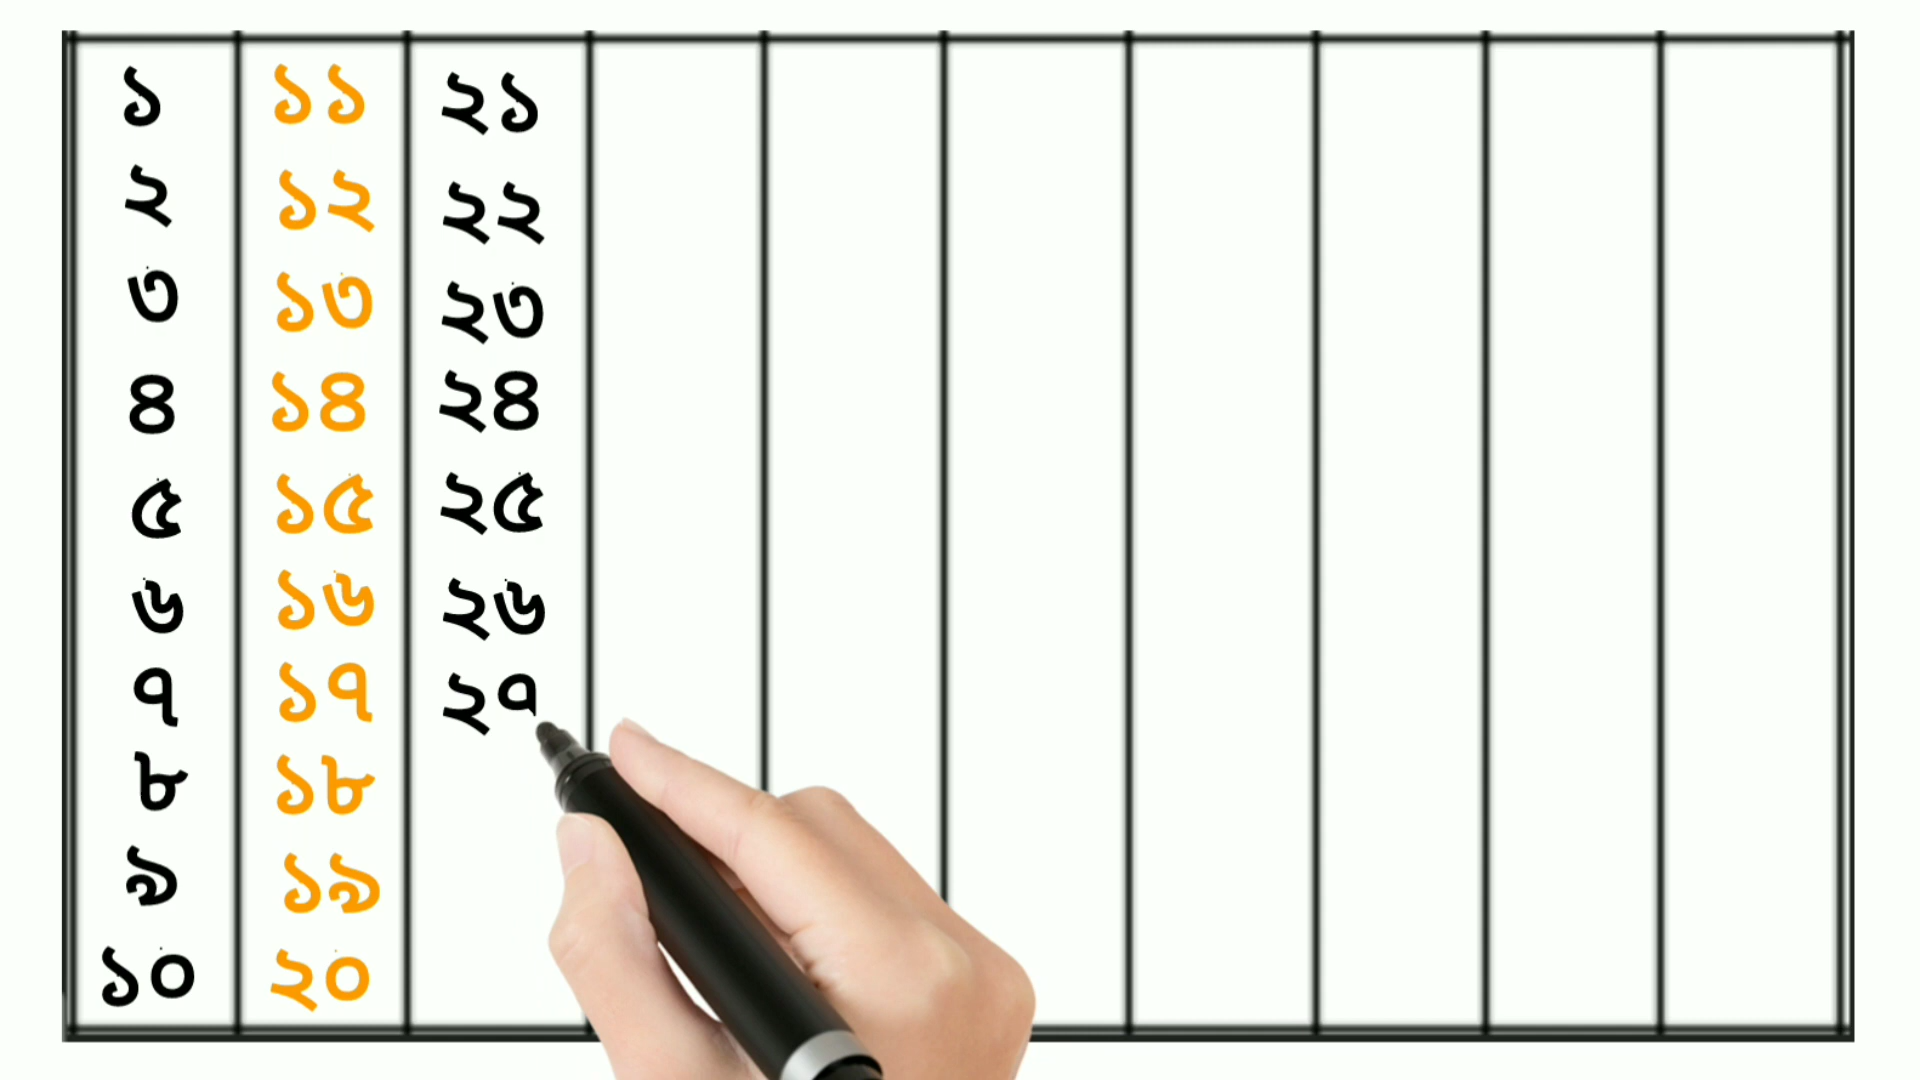 ১ ১১ ২১
২ ১২ ২২
৩ ১৩ ২৩
৪ ১৪ ২৪
৫ ১৫ ২৫
৬ ১৬ ২৬
৭ ১৭ ২৭
৮ ১৮
৯ ১৯
১০ ২০